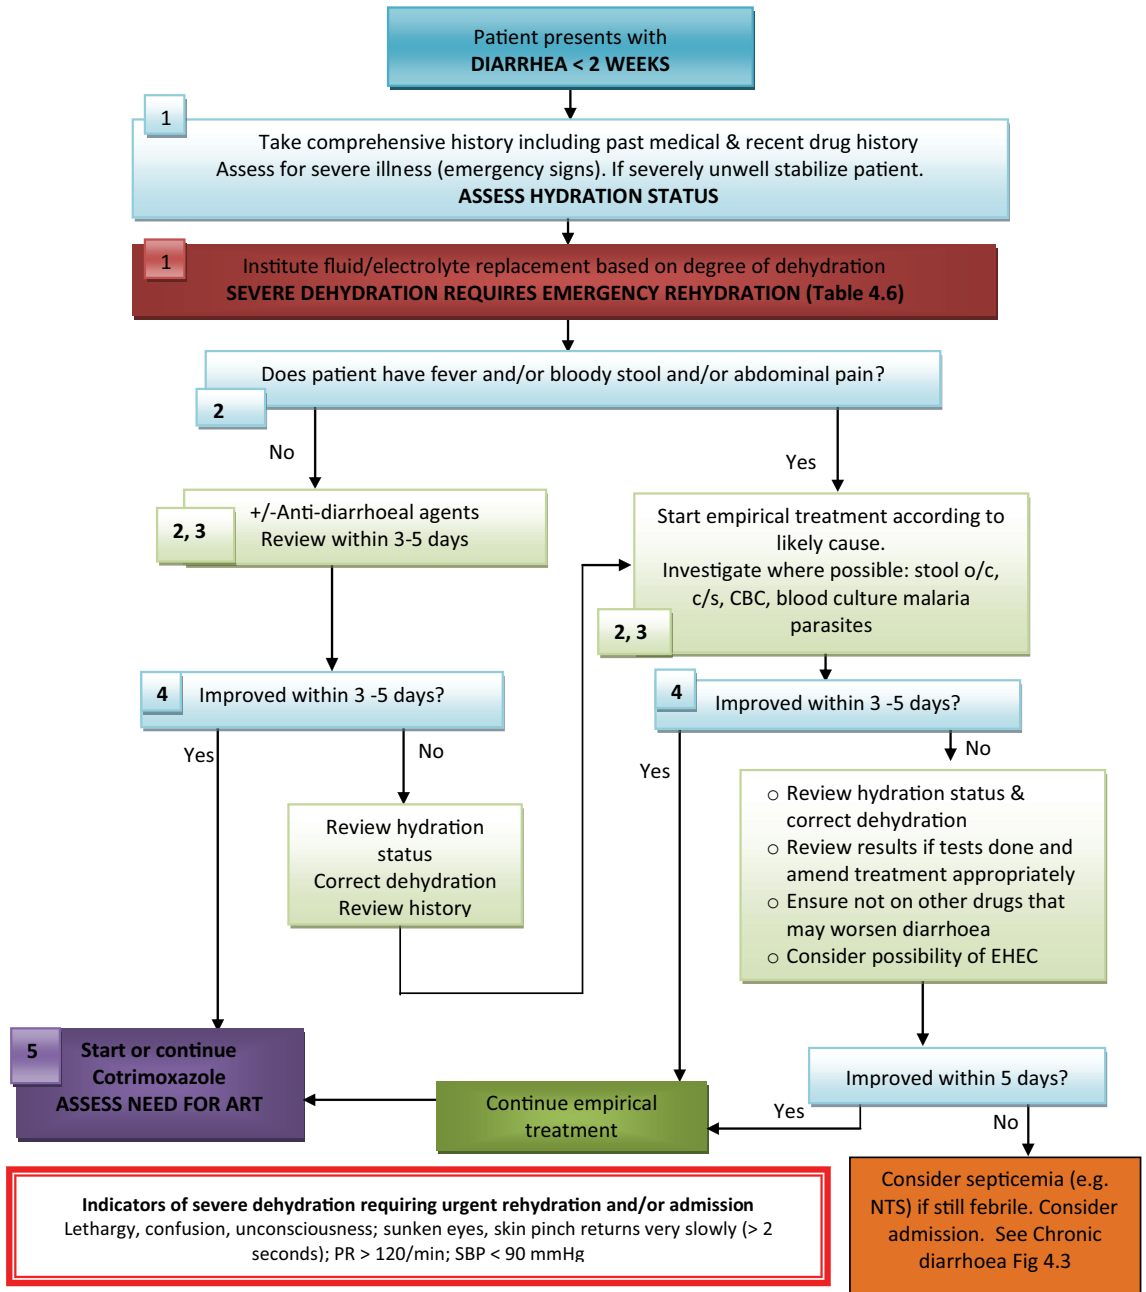 Patient presents with
DIARRHEA < 2 WEEKS
1
Take comprehensive history including past medical & recent drug history
Assess for severe illness (emergency signs). If severely unwell stabilize patient.
ASSESS HYDRATION STATUS
1
Institute fluid/electrolyte replacement based on degree of dehydration
SEVERE DEHYDRATION REQUIRES EMERGENCY REHYDRATION (Table 4.6)
Does patient have fever and/or bloody stool and/or abdominal pain?
2
No
Yes
+/-Anti-diarrhoeal agents
Review within 3-5 days
2, 3
Start empirical treatment according to
likely cause.
Investigate where possible: stool o/c,
c/s, CBC, blood culture malaria
parasites
2, 3
4
Improved within 3 -5 days?
4
Improved within 3 -5 days?
Yes
No
Yes
No
Review hydration
status
Correct dehydration
Review history
○ Review hydration status &
correct dehydration
○ Review results if tests done and
amend treatment appropriately
○ Ensure not on other drugs that
may worsen diarrhoea
○ Consider possibility of EHEC
5
Start or continue
Cotrimoxazole
ASSESS NEED FOR ART
Continue empirical
treatment
Improved within 5 days?
Yes
No
Indicators of severe dehydration requiring urgent rehydration and/or admission
Lethargy, confusion, unconsciousness; sunken eyes, skin pinch returns very slowly (> 2
seconds); PR > 120/min; SBP < 90 mmHg
Consider septicemia (e.g.
NTS) if still febrile. Consider
admission. See Chronic
diarrhoea Fig 4.3